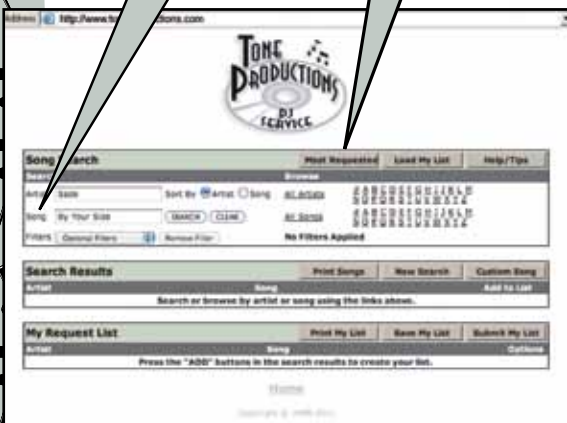 Address http://www.to ctions.com
TONE
PRODUCTIONS
DJ
SERVICE
Song Search Most Requested Load My List Help/Tips
Search Browse
Artist Sade Sort By Artist Song All Artists
Song By Your Side SEARCH CLEAR All Songs
Filters General Filters Remove Filter No Filters Applied
Search Results Print Songs New Search Custom Song
Artist Song Add to List
Search or browse by artist or song using the links above.
My Request List Print My List Save My List Submit My List
Artist Song Options
Press the "ADD" buttons in the search results to create your list.
Home